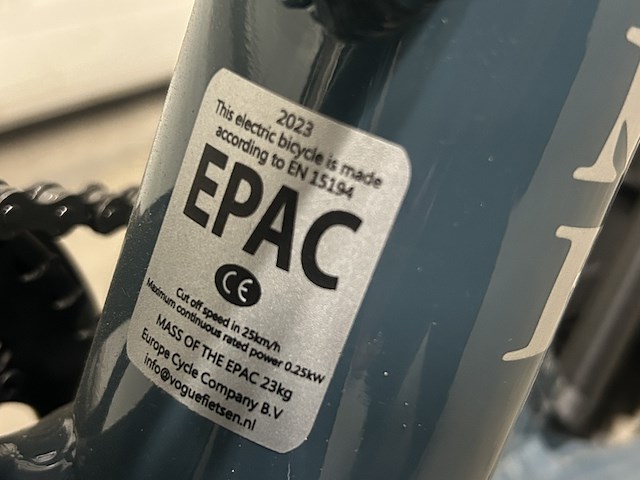 2023
This electric bicycle is made
according to EN 15194
EPAC
CE
Cut off speed in 25km/h
Maximum continuous rated power 0.25kW
MASS OF THE EPAC 23kg
Europe Cycle Company B.V
info@voguefietsen.nl